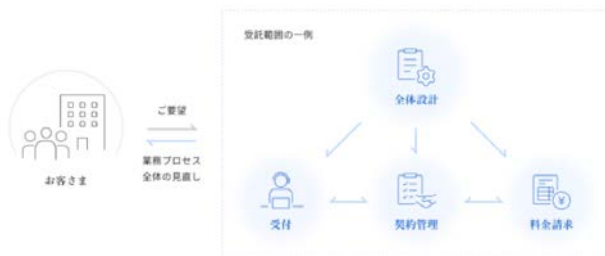 受託範囲の一例
全体設計
ご要望
業務プロセス
全体の見直し
お客さま
受付
契約管理
料金請求